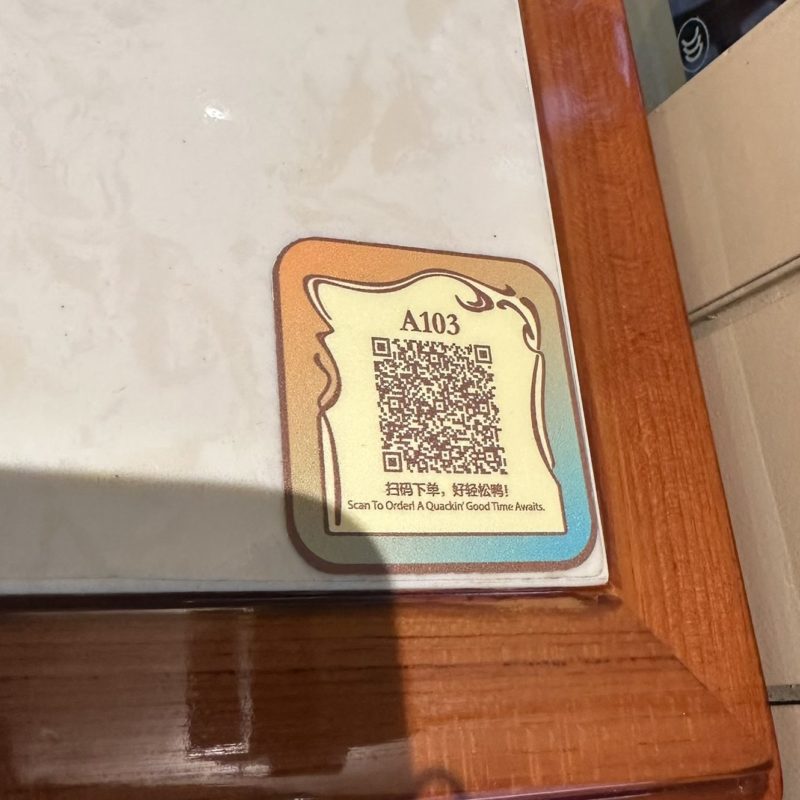 A103
扫码下单，好轻松鸭！
Scan To Order! A Quackin' Good Time Awaits.